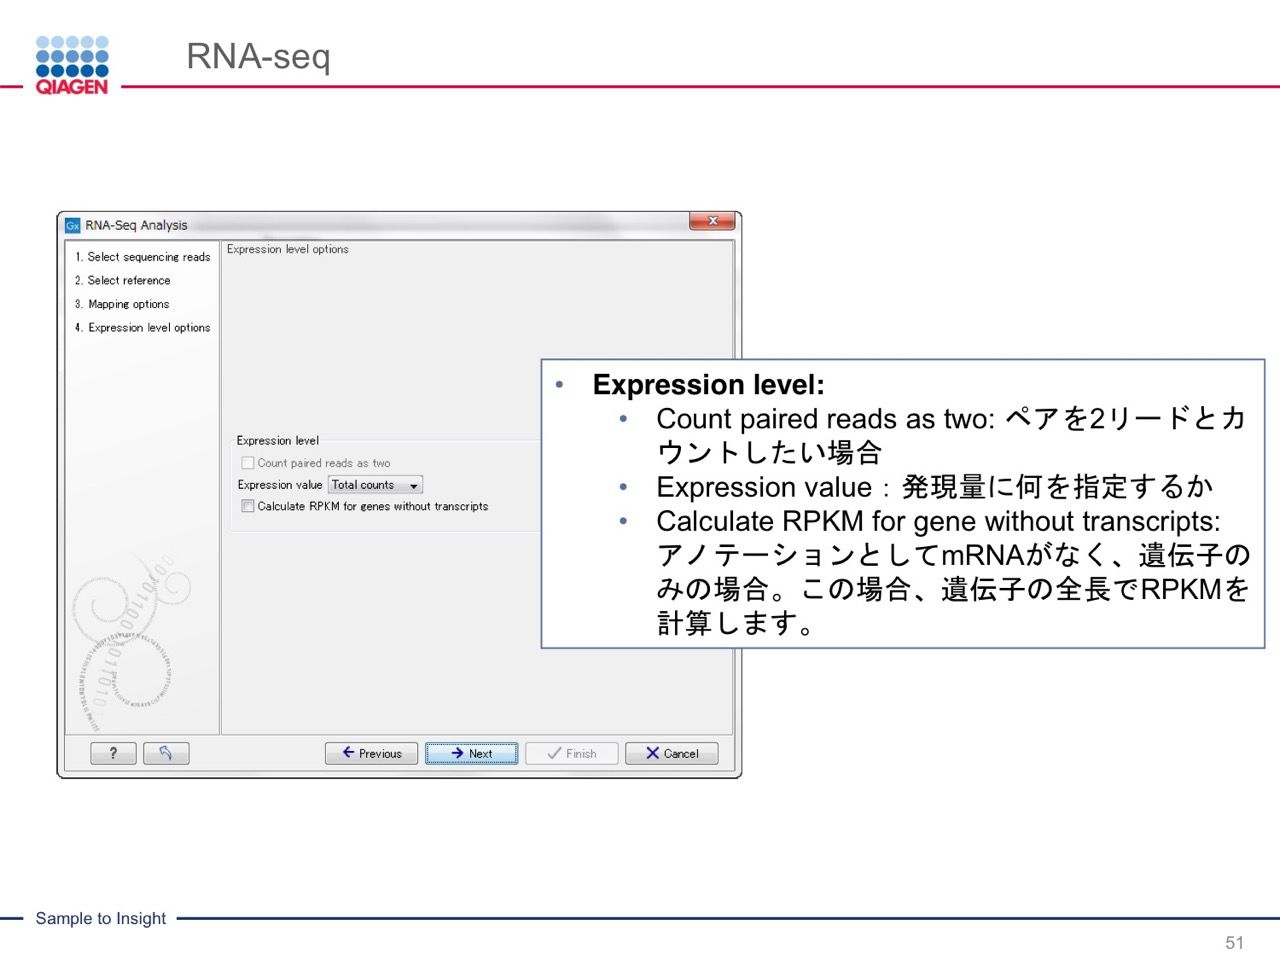 QIAGEN
RNA-seq
RNA-Seq Analysis
1. Select sequencing reads
2. Select reference
3. Mapping options
4. Expression level options
Expression level options
Expression level
Count paired reads as two
Expression value Total counts
Calculate RPKM for genes without transcripts
? Previous Next Finish Cancel
• Expression level:
• Count paired reads as two: ペアを2リードとカ
ウントしたい場合
• Expression value：発現量に何を指定するか
• Calculate RPKM for gene without transcripts:
アノテーションとしてmRNAがなく、遺伝子の
みの場合。この場合、遺伝子の全長でRPKMを
計算します。
Sample to Insight
51